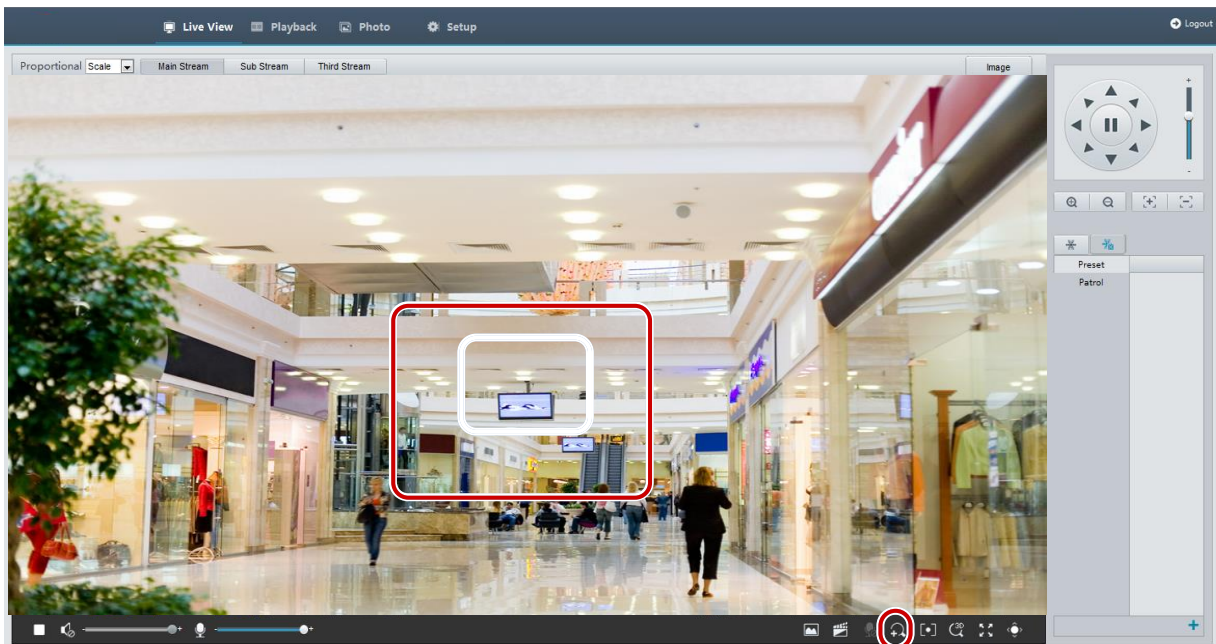 Live View Playback Photo Setup Logout
Proportional Scale Main Stream Sub Stream Third Stream Image
Preset
Patrol